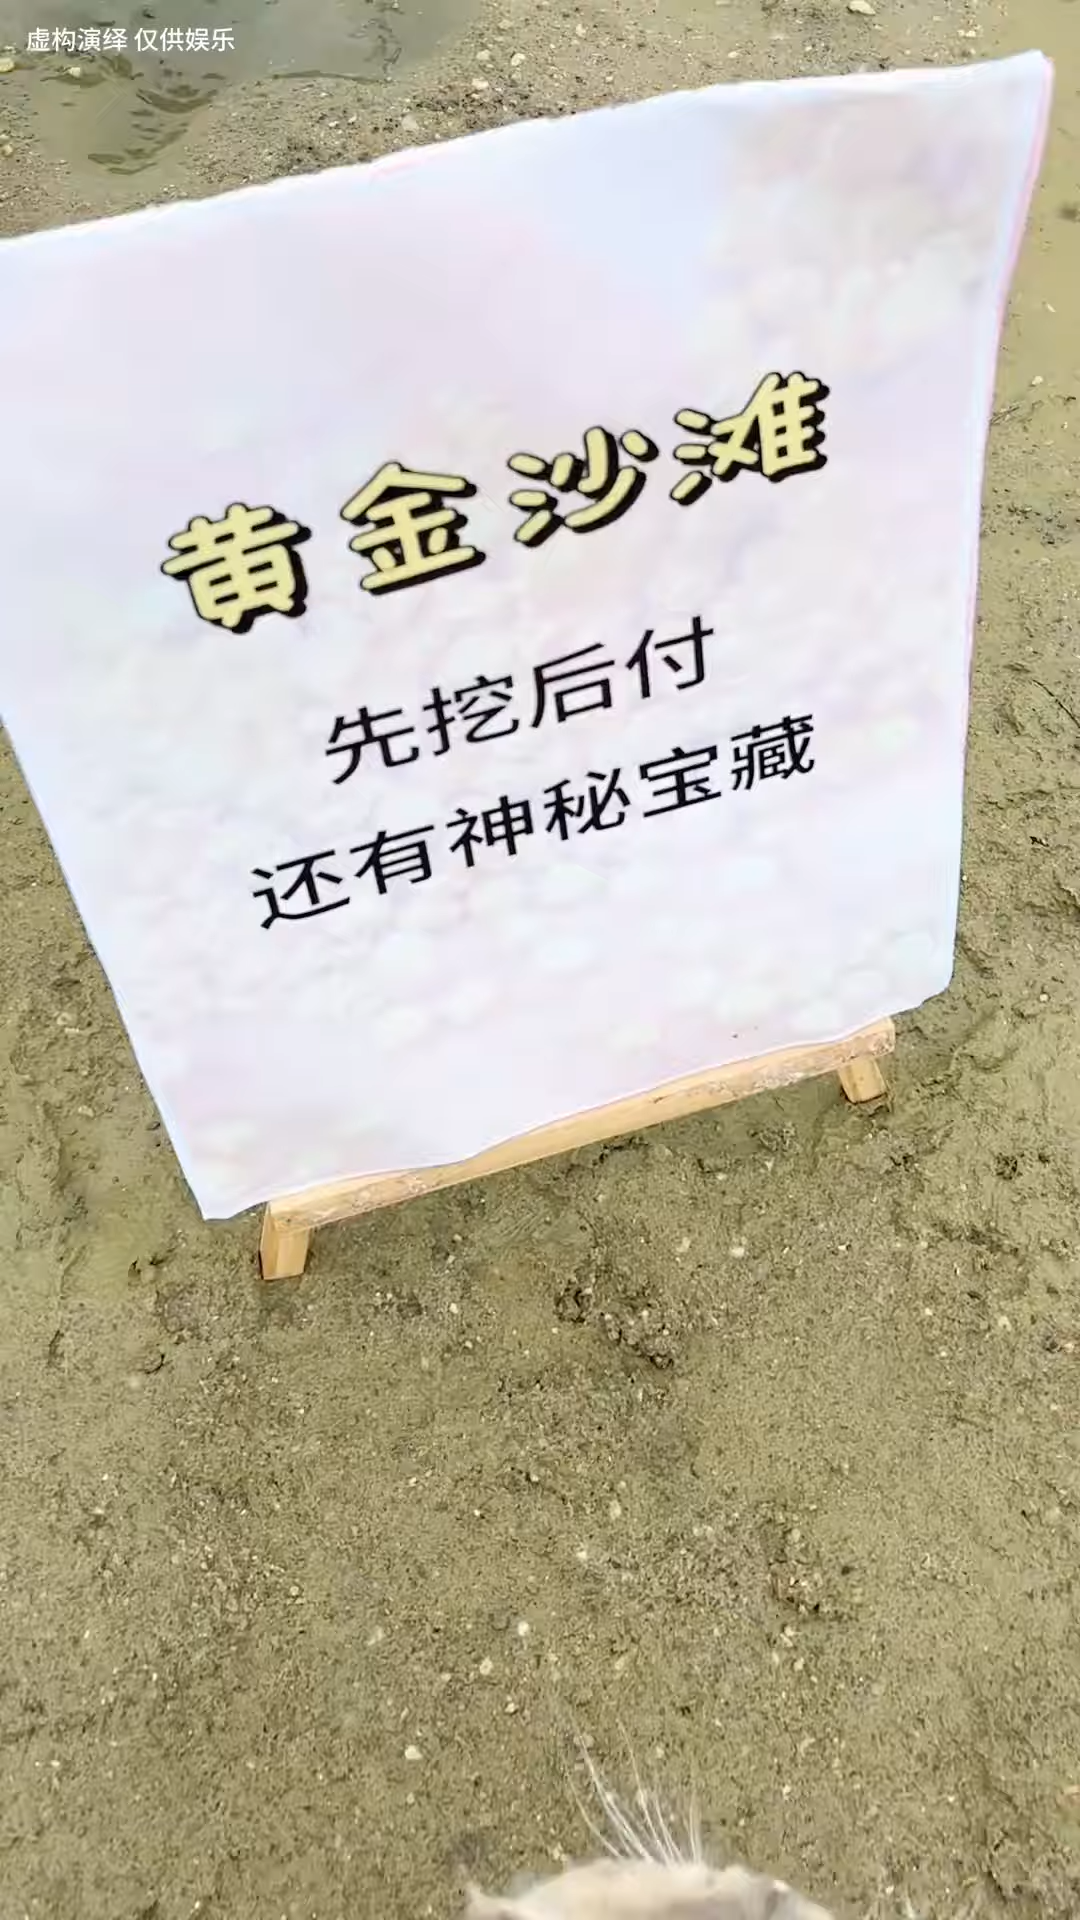 虚构演绎 仅供娱乐
黄金沙滩
先挖后付
还有神秘宝藏